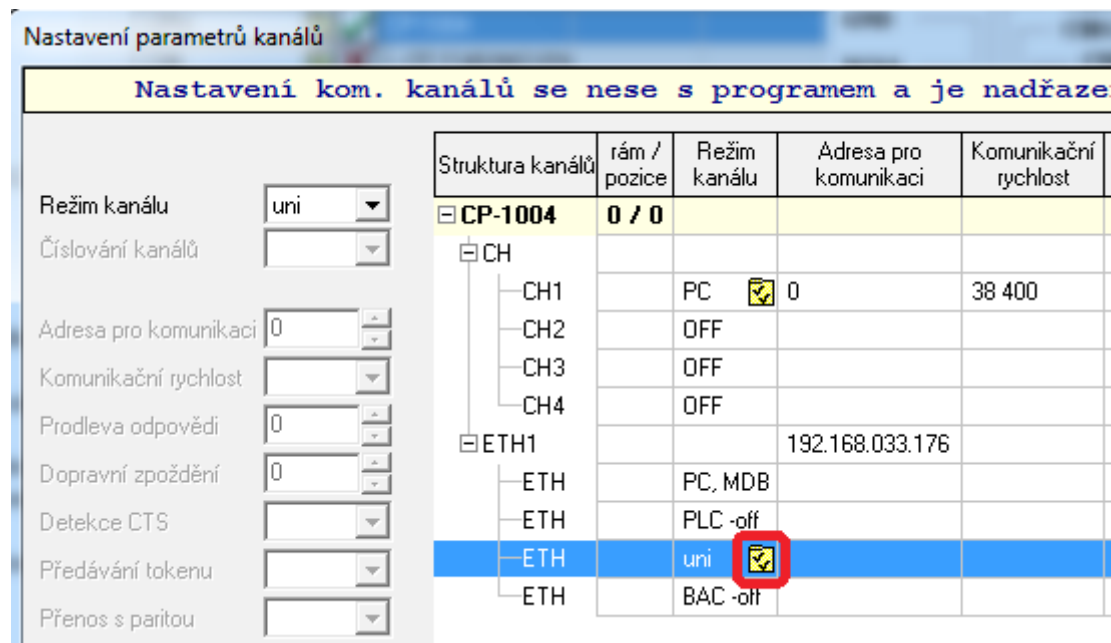 Nastavení parametrů kanálů
Nastavení kom. kanálů se nese s programem a je nadřaze
Režim kanálu uni
Číslování kanálů
Adresa pro komunikaci 0
Komunikační rychlost
Prodleva odpovědi 0
Dopravní zpoždění 0
Detekce CTS
Předávání tokenu
Přenos s paritou
Struktura kanálů rám / pozice Režim kanálu Adresa pro komunikaci Komunikační rychlost
CP-1004 0 / 0
CH
CH1 PC 0 38 400
CH2 OFF
CH3 OFF
CH4 OFF
ETH1 192.168.033.176
ETH PC, MDB
ETH PLC -off
ETH uni
ETH BAC -off